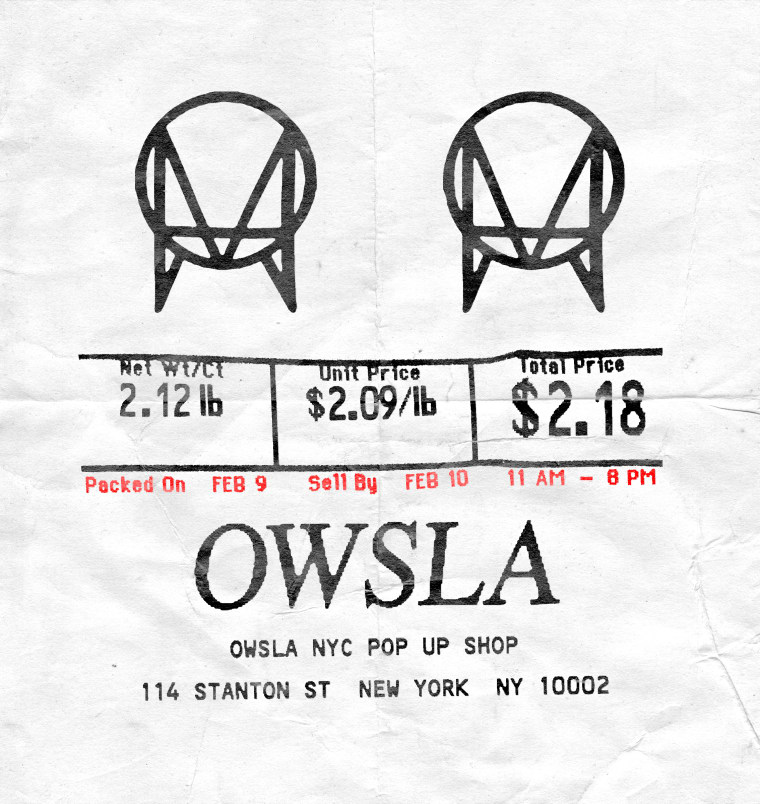 Net Wt/Ct Unit Price Total Price
2.12 lb $2.09/lb $2.18
Packed On FEB 9 Sell By FEB 10 11 AM - 8 PM
OWSLA
OWSLA NYC POP UP SHOP
114 STANTON ST NEW YORK NY 10002